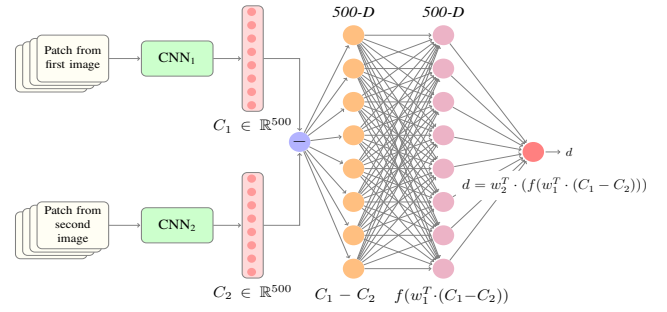 500-D 500-D
Patch from
first image
CNN₁
C₁ ∈ ℝ⁵⁰⁰
−
d
d = w₂ᵀ · (f(w₁ᵀ · (C₁ − C₂)))
Patch from
second
image
CNN₂
C₂ ∈ ℝ⁵⁰⁰
C₁ − C₂
f(w₁ᵀ·(C₁−C₂))